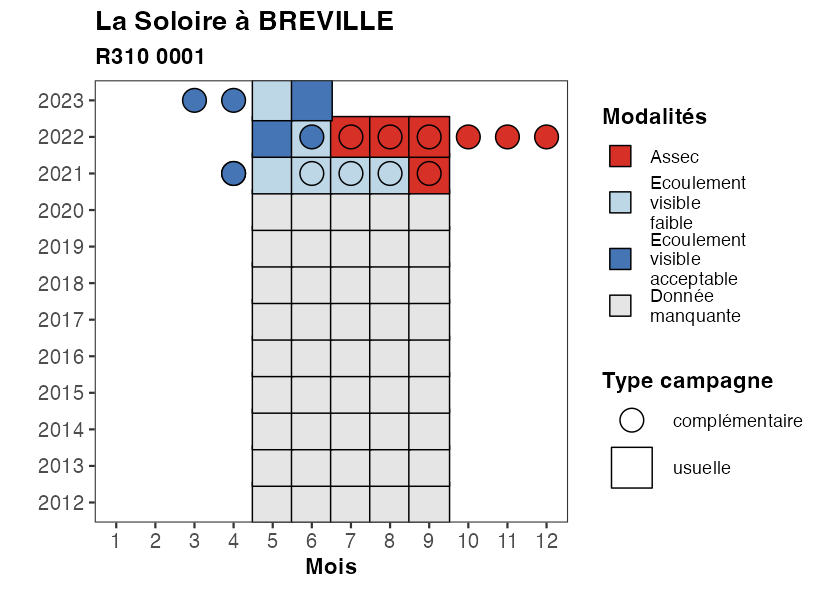 La Soloire à BREVILLE
R310 0001
2023
2022
2021
2020
2019
2018
2017
2016
2015
2014
2013
2012
1 2 3 4 5 6 7 8 9 10 11 12
Mois
Modalités
Assec
Ecoulement
visible
faible
Ecoulement
visible
acceptable
Donnée
manquante
Type campagne
complémentaire
usuelle